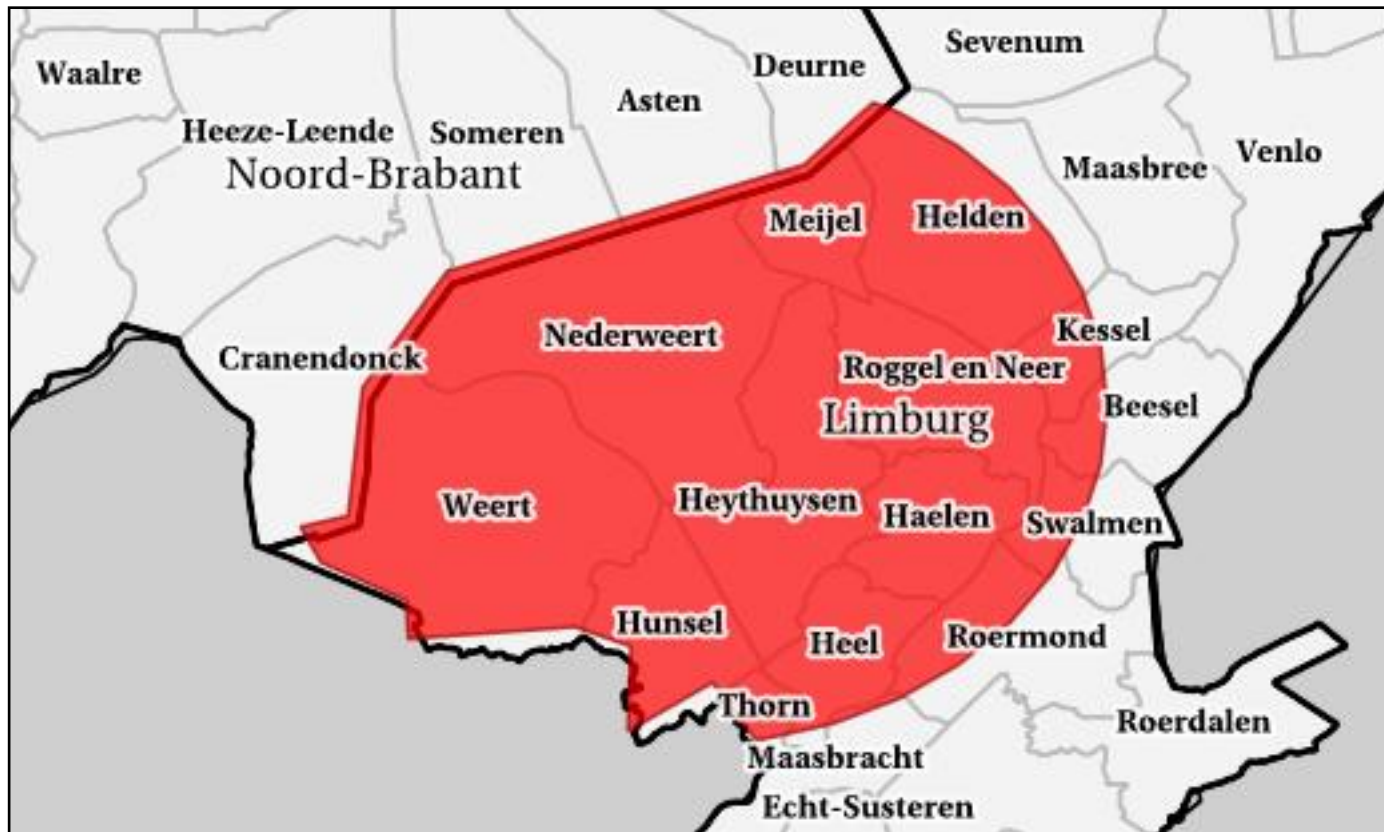 Sevenum
Deurne
Waalre
Asten
Heeze-Leende
Someren
Venlo
Maasbree
Noord-Brabant
Meijel
Helden
Kessel
Nederweert
Cranendonck
Roggel en Neer
Beesel
Limburg
Heythuysen
Weert
Haelen
Swalmen
Hunsel
Roermond
Heel
Thorn
Roerdalen
Maasbracht
Echt-Susteren